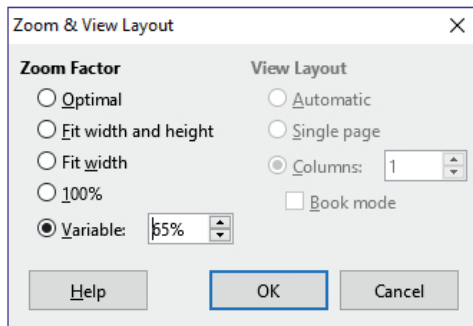 Zoom & View Layout
Zoom Factor
Optimal
Fit width and height
Fit width
100%
Variable: 65%
View Layout
Automatic
Single page
Columns: 1
Book mode
Help
OK
Cancel